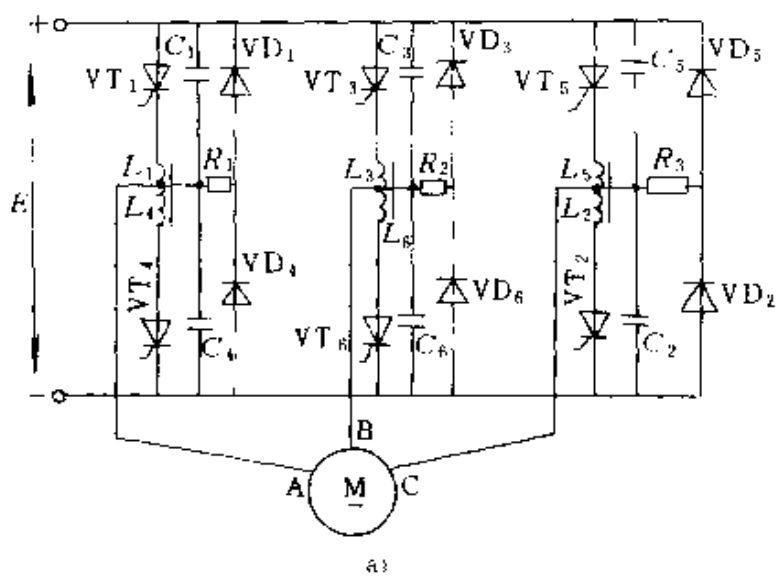 +
C₁
VD₁
C₃
VD₃
C₅
VD₅
VT₁
VT₃
VT₅
E
L₁
R₁
L₃
R₂
L₅
R₃
L₄
L₆
L₂
VT₄
VD₄
VD₆
VT₂
VD₂
C₄
VT₆
C₆
C₂
−
B
A
M
C
a)